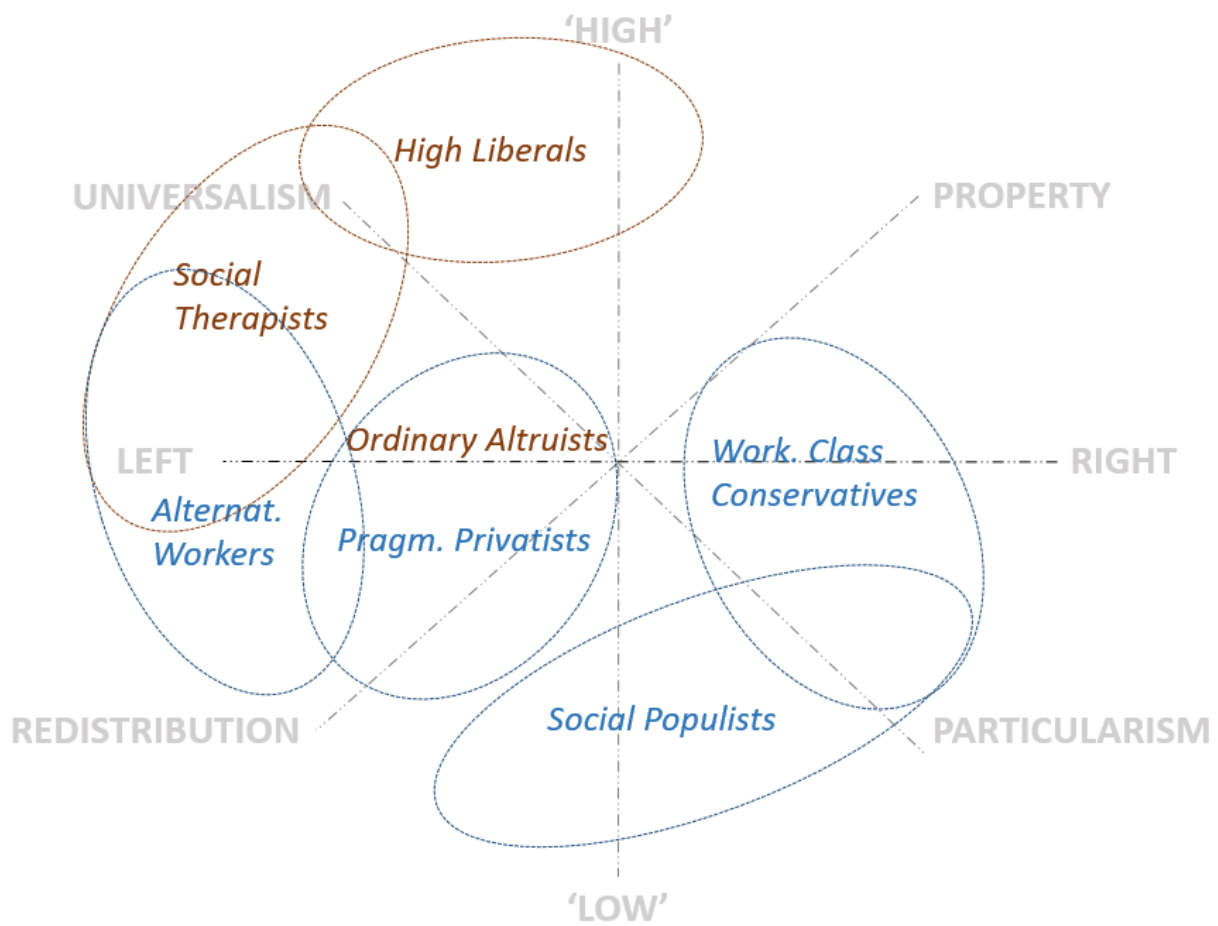 ‘HIGH’
High Liberals
UNIVERSALISM
PROPERTY
Social
Therapists
Ordinary Altruists
LEFT
Work. Class
Conservatives
RIGHT
Alternat.
Workers
Pragm. Privatists
REDISTRIBUTION
Social Populists
PARTICULARISM
‘LOW’